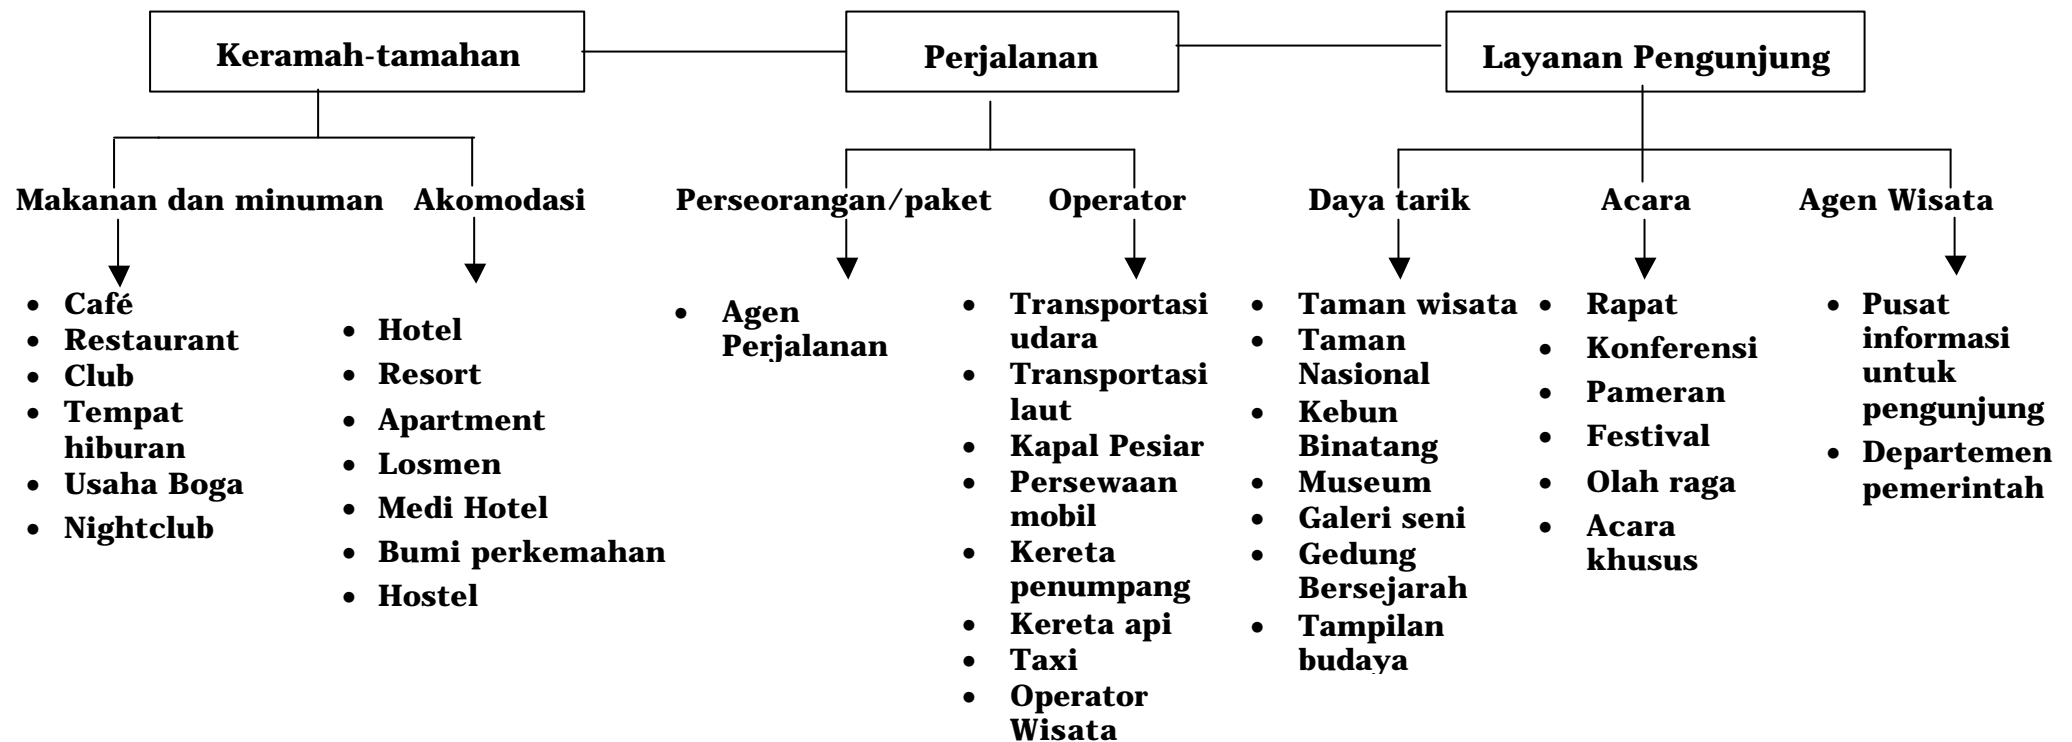 Keramah-tamahan
Perjalanan
Layanan Pengunjung
Makanan dan minuman
Akomodasi
Perseorangan/paket
Operator
Daya tarik
Acara
Agen Wisata
• Café
• Restaurant
• Club
• Tempat
hiburan
• Usaha Boga
• Nightclub
• Hotel
• Resort
• Apartment
• Losmen
• Medi Hotel
• Bumi perkemahan
• Hostel
• Agen
Perjalanan
• Transportasi
udara
• Transportasi
laut
• Kapal Pesiar
• Persewaan
mobil
• Kereta
penumpang
• Kereta api
• Taxi
• Operator
Wisata
• Taman wisata
• Taman
Nasional
• Kebun
Binatang
• Museum
• Galeri seni
• Gedung
Bersejarah
• Tampilan
budaya
• Rapat
• Konferensi
• Pameran
• Festival
• Olah raga
• Acara
khusus
• Pusat
informasi
untuk
pengunjung
• Departemen
pemerintah